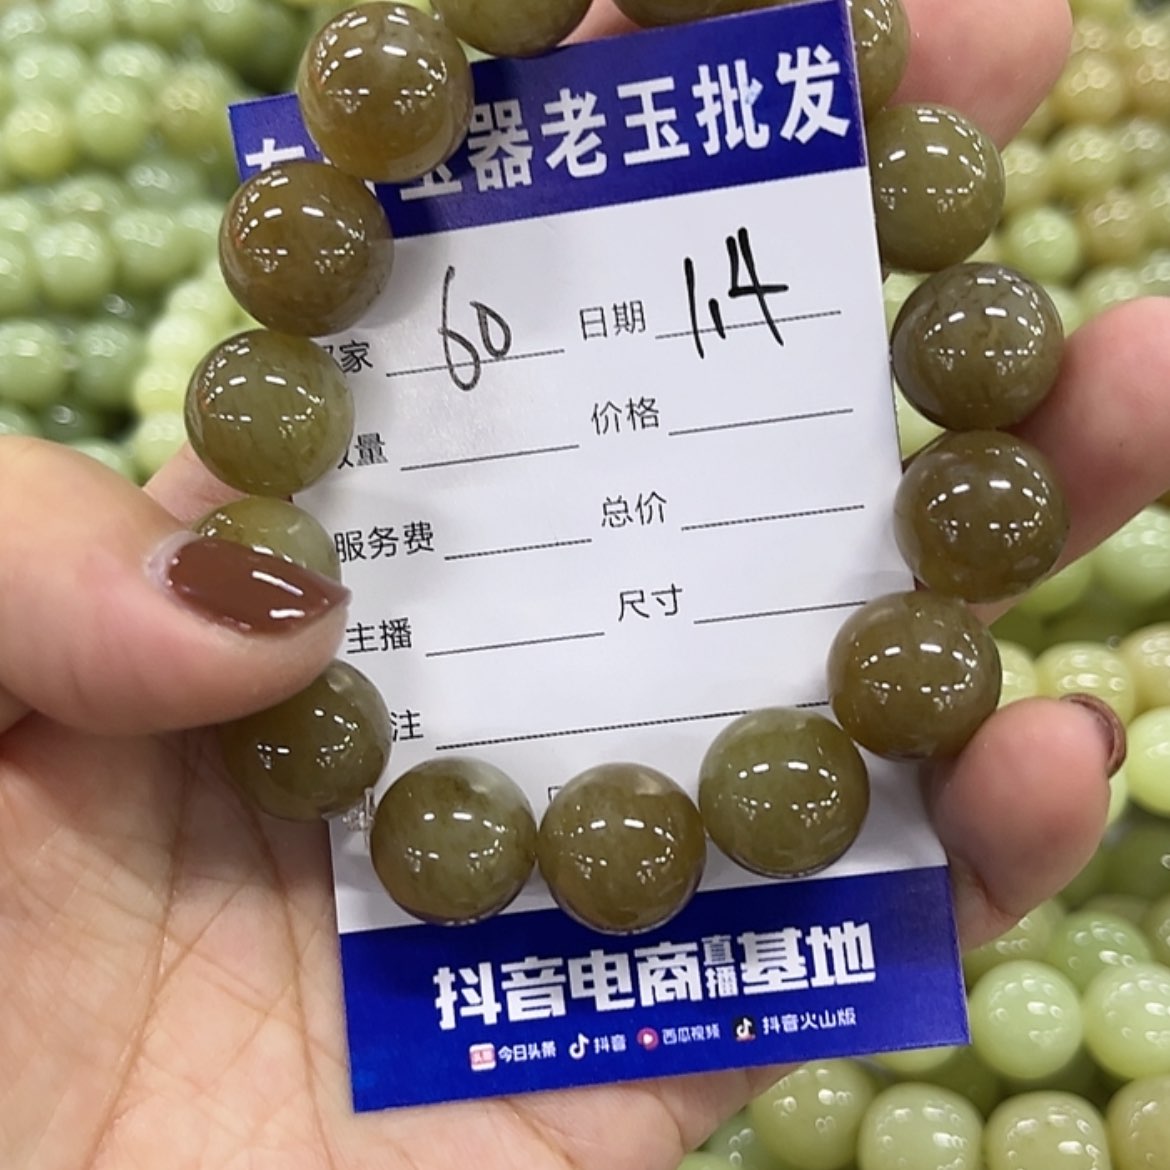 器老玉批发
家 60 日期 1.4
量 价格
服务费 总价
主播 尺寸
注
抖音电商直播基地
今日头条 抖音 西瓜视频 抖音火山版